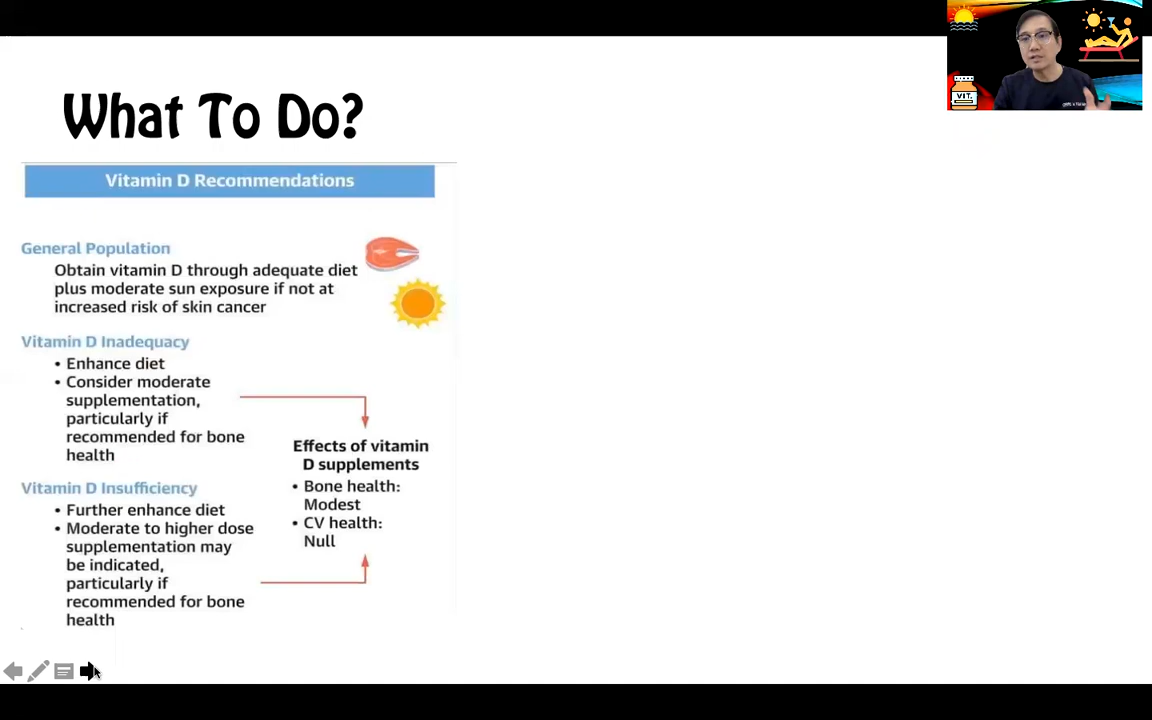 What To Do?
Vitamin D Recommendations
General Population
Obtain vitamin D through adequate diet
plus moderate sun exposure if not at
increased risk of skin cancer
Vitamin D Inadequacy
• Enhance diet
• Consider moderate
supplementation,
particularly if
recommended for bone
health
Vitamin D Insufficiency
• Further enhance diet
• Moderate to higher dose
supplementation may
be indicated,
particularly if
recommended for bone
health
Effects of vitamin
D supplements
• Bone health:
Modest
• CV health:
Null
VIT.